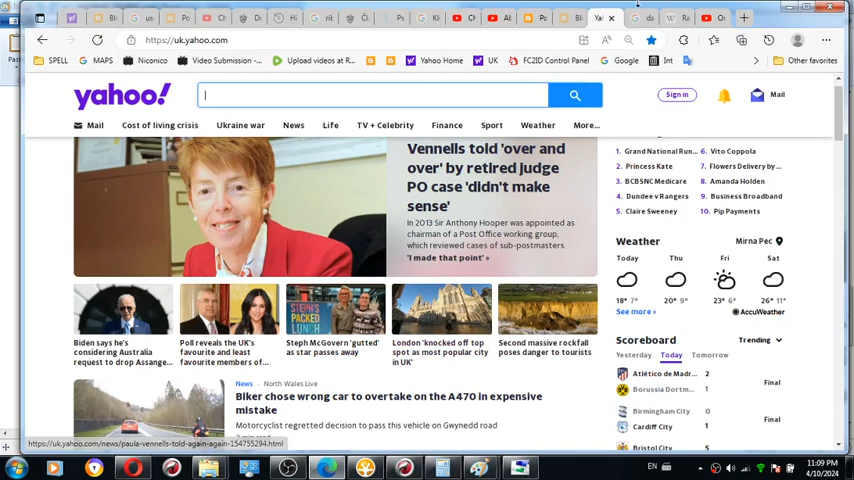 https://uk.yahoo.com
SPELL
MAPS
Niconico
Video Submission -...
Upload videos at R...
Yahoo Home
UK
FC2ID Control Panel
Google
Int
Other favorites
yahoo!
Sign in
Mail
Mail
Cost of living crisis
Ukraine war
News
Life
TV + Celebrity
Finance
Sport
Weather
More...
Vennells told 'over and
over' by retired judge
PO case 'didn't make
sense'
In 2013 Sir Anthony Hooper was appointed as
chairman of a Post Office working group,
which reviewed cases of sub-postmasters.
'I made that point' »
1. Grand National Run...
6. Vito Coppola
2. Princess Kate
7. Flowers Delivery by ...
3. BCBSNC Medicare
8. Amanda Holden
4. Dundee v Rangers
9. Business Broadband
5. Claire Sweeney
10. Pip Payments
Weather
Mirna Pec
Today
Thu
Fri
Sat
18° 7°
20° 9°
23° 6°
26° 11°
See more »
AccuWeather
STEPH'S
PACKED
LUNCH
Biden says he's
considering Australia
request to drop Assange...
Poll reveals the UK's
favourite and least
favourite members of...
Steph McGovern 'gutted'
as star passes away
London 'knocked off top
spot as most popular city
in UK'
Second massive rockfall
poses danger to tourists
Scoreboard
Trending
Yesterday
Today
Tomorrow
Atlético de Madr...
2
Borussia Dortm...
1
Final
Birmingham City
0
Cardiff City
1
Final
Bristol City
5
News
North Wales Live
Biker chose wrong car to overtake on the A470 in expensive
mistake
Motorcyclist regretted decision to pass this vehicle on Gwynedd road
https://uk.yahoo.com/news/paula-vennells-told-again-again-154755294.html
EN
11:09 PM
4/10/2024